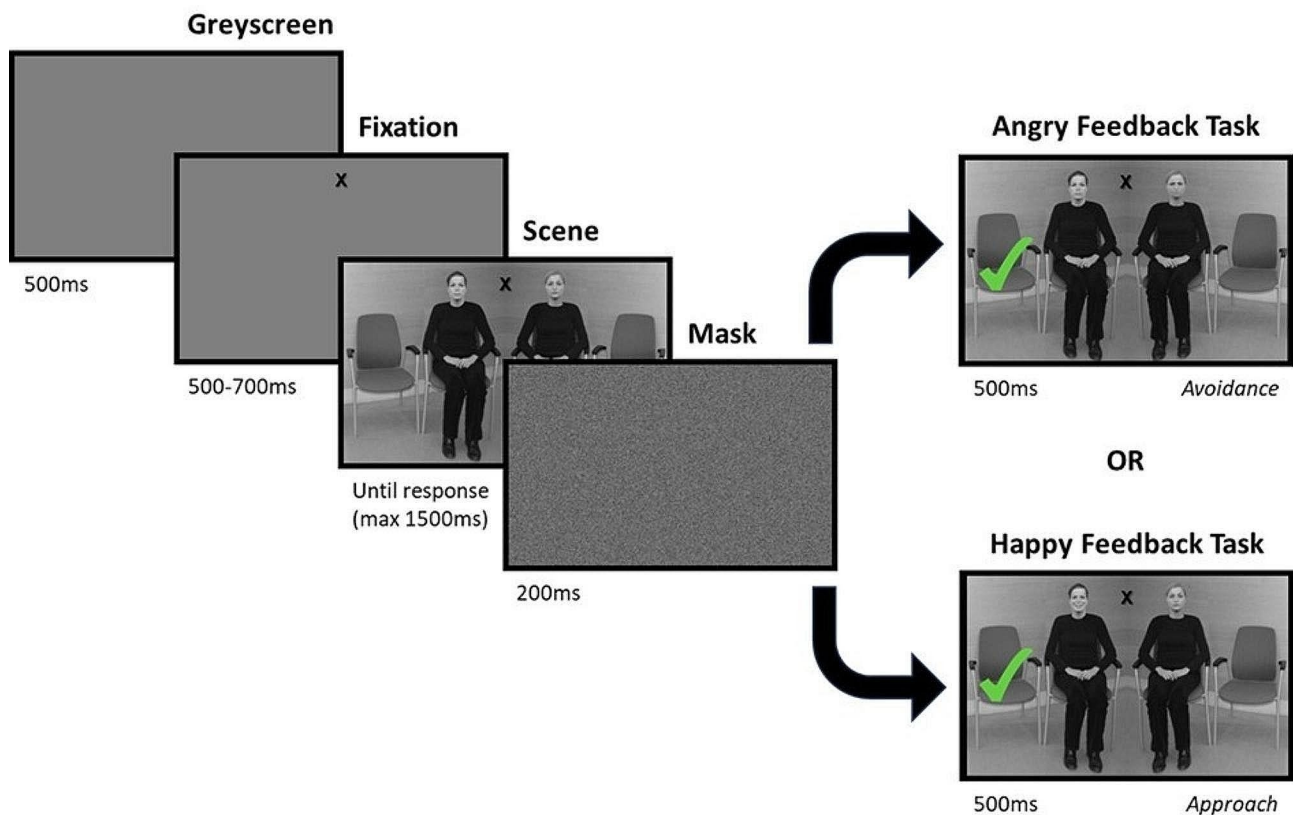 Greyscreen
500ms
Fixation
X
500-700ms
Scene
X
Until response
(max 1500ms)
Mask
200ms
Angry Feedback Task
X
500ms
Avoidance
OR
Happy Feedback Task
X
500ms
Approach